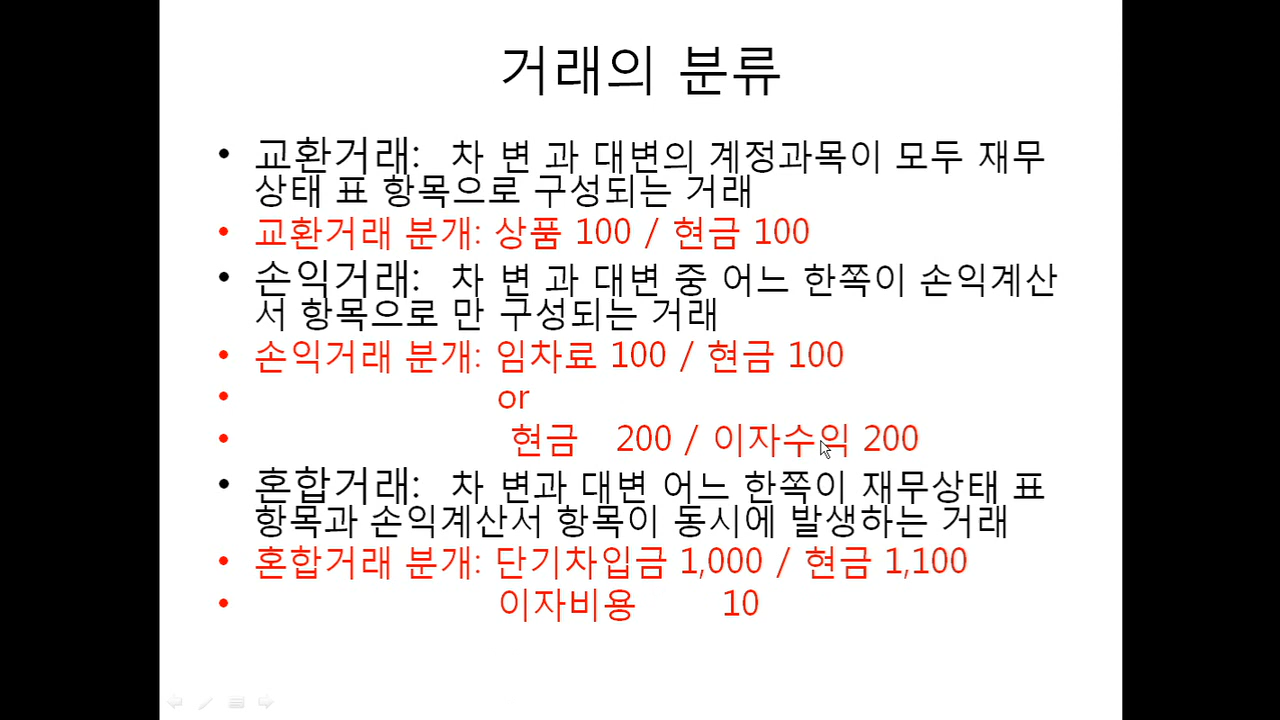 거래의 분류
• 교환거래: 차 변 과 대변의 계정과목이 모두 재무
상태 표 항목으로 구성되는 거래
• 교환거래 분개: 상품 100 / 현금 100
• 손익거래: 차 변 과 대변 중 어느 한쪽이 손익계산
서 항목으로 만 구성되는 거래
• 손익거래 분개: 임차료 100 / 현금 100
• or
• 현금 200 / 이자수익 200
• 혼합거래: 차 변과 대변 어느 한쪽이 재무상태 표
항목과 손익계산서 항목이 동시에 발생하는 거래
• 혼합거래 분개: 단기차입금 1,000 / 현금 1,100
• 이자비용 10